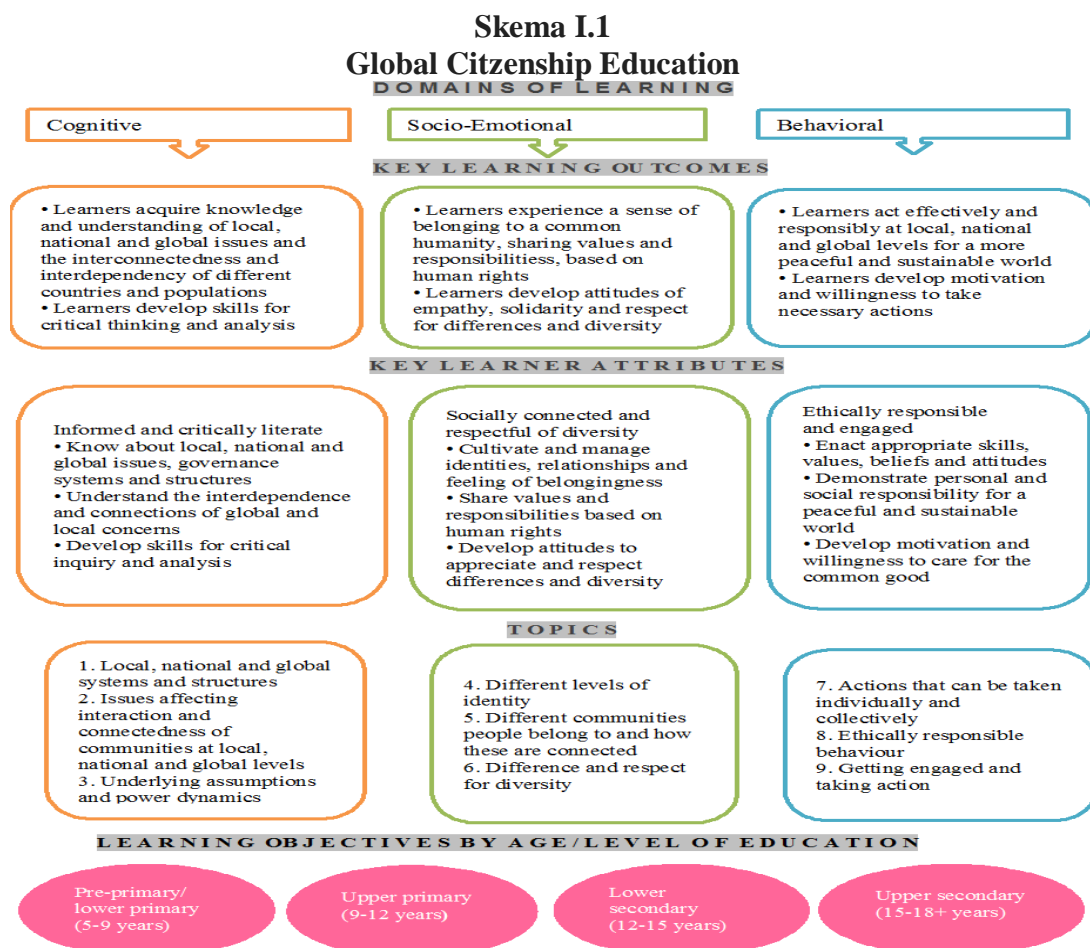 Skema I.1
Global Citzenship Education
DOMAINS OF LEARNING
Cognitive
Socio-Emotional
Behavioral
KEY LEARNING OUTCOMES
• Learners acquire knowledge
and understanding of local,
national and global issues and
the interconnectedness and
interdependency of different
countries and populations
• Learners develop skills for
critical thinking and analysis
• Learners experience a sense of
belonging to a common
humanity, sharing values and
responsibilitiess, based on
human rights
• Learners develop attitudes of
empathy, solidarity and respect
for differences and diversity
• Learners act effectively and
responsibly at local, national
and global levels for a more
peaceful and sustainable world
• Learners develop motivation
and willingness to take
necessary actions
KEY LEARNER ATTRIBUTES
Informed and critically literate
• Know about local, national and
global issues, governance
systems and structures
• Understand the interdependence
and connections of global and
local concerns
• Develop skills for critical
inquiry and analysis
Socially connected and
respectful of diversity
• Cultivate and manage
identities, relationships and
feeling of belongingness
• Share values and
responsibilities based on
human rights
• Develop attitudes to
appreciate and respect
differences and diversity
Ethically responsible
and engaged
• Enact appropriate skills,
values, beliefs and attitudes
• Demonstrate personal and
social responsibility for a
peaceful and sustainable
world
• Develop motivation and
willingness to care for the
common good
TOPICS
1. Local, national and global
systems and structures
2. Issues affecting
interaction and
connectedness of
communities at local,
national and global levels
3. Underlying assumptions
and power dynamics
4. Different levels of
identity
5. Different communities
people belong to and how
these are connected
6. Difference and respect
for diversity
7. Actions that can be taken
individually and
collectively
8. Ethically responsible
behaviour
9. Getting engaged and
taking action
LEARNING OBJECTIVES BY AGE/LEVEL OF EDUCATION
Pre-primary/
lower primary
(5-9 years)
Upper primary
(9-12 years)
Lower
secondary
(12-15 years)
Upper secondary
(15-18+ years)